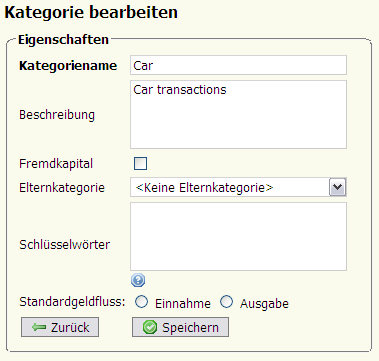 Kategorie bearbeiten
Eigenschaften
Kategoriename Car
Beschreibung Car transactions
Fremdkapital
Elternkategorie <Keine Elternkategorie>
Schlüsselwörter
?
Standardgeldfluss: Einnahme Ausgabe
Zurück Speichern